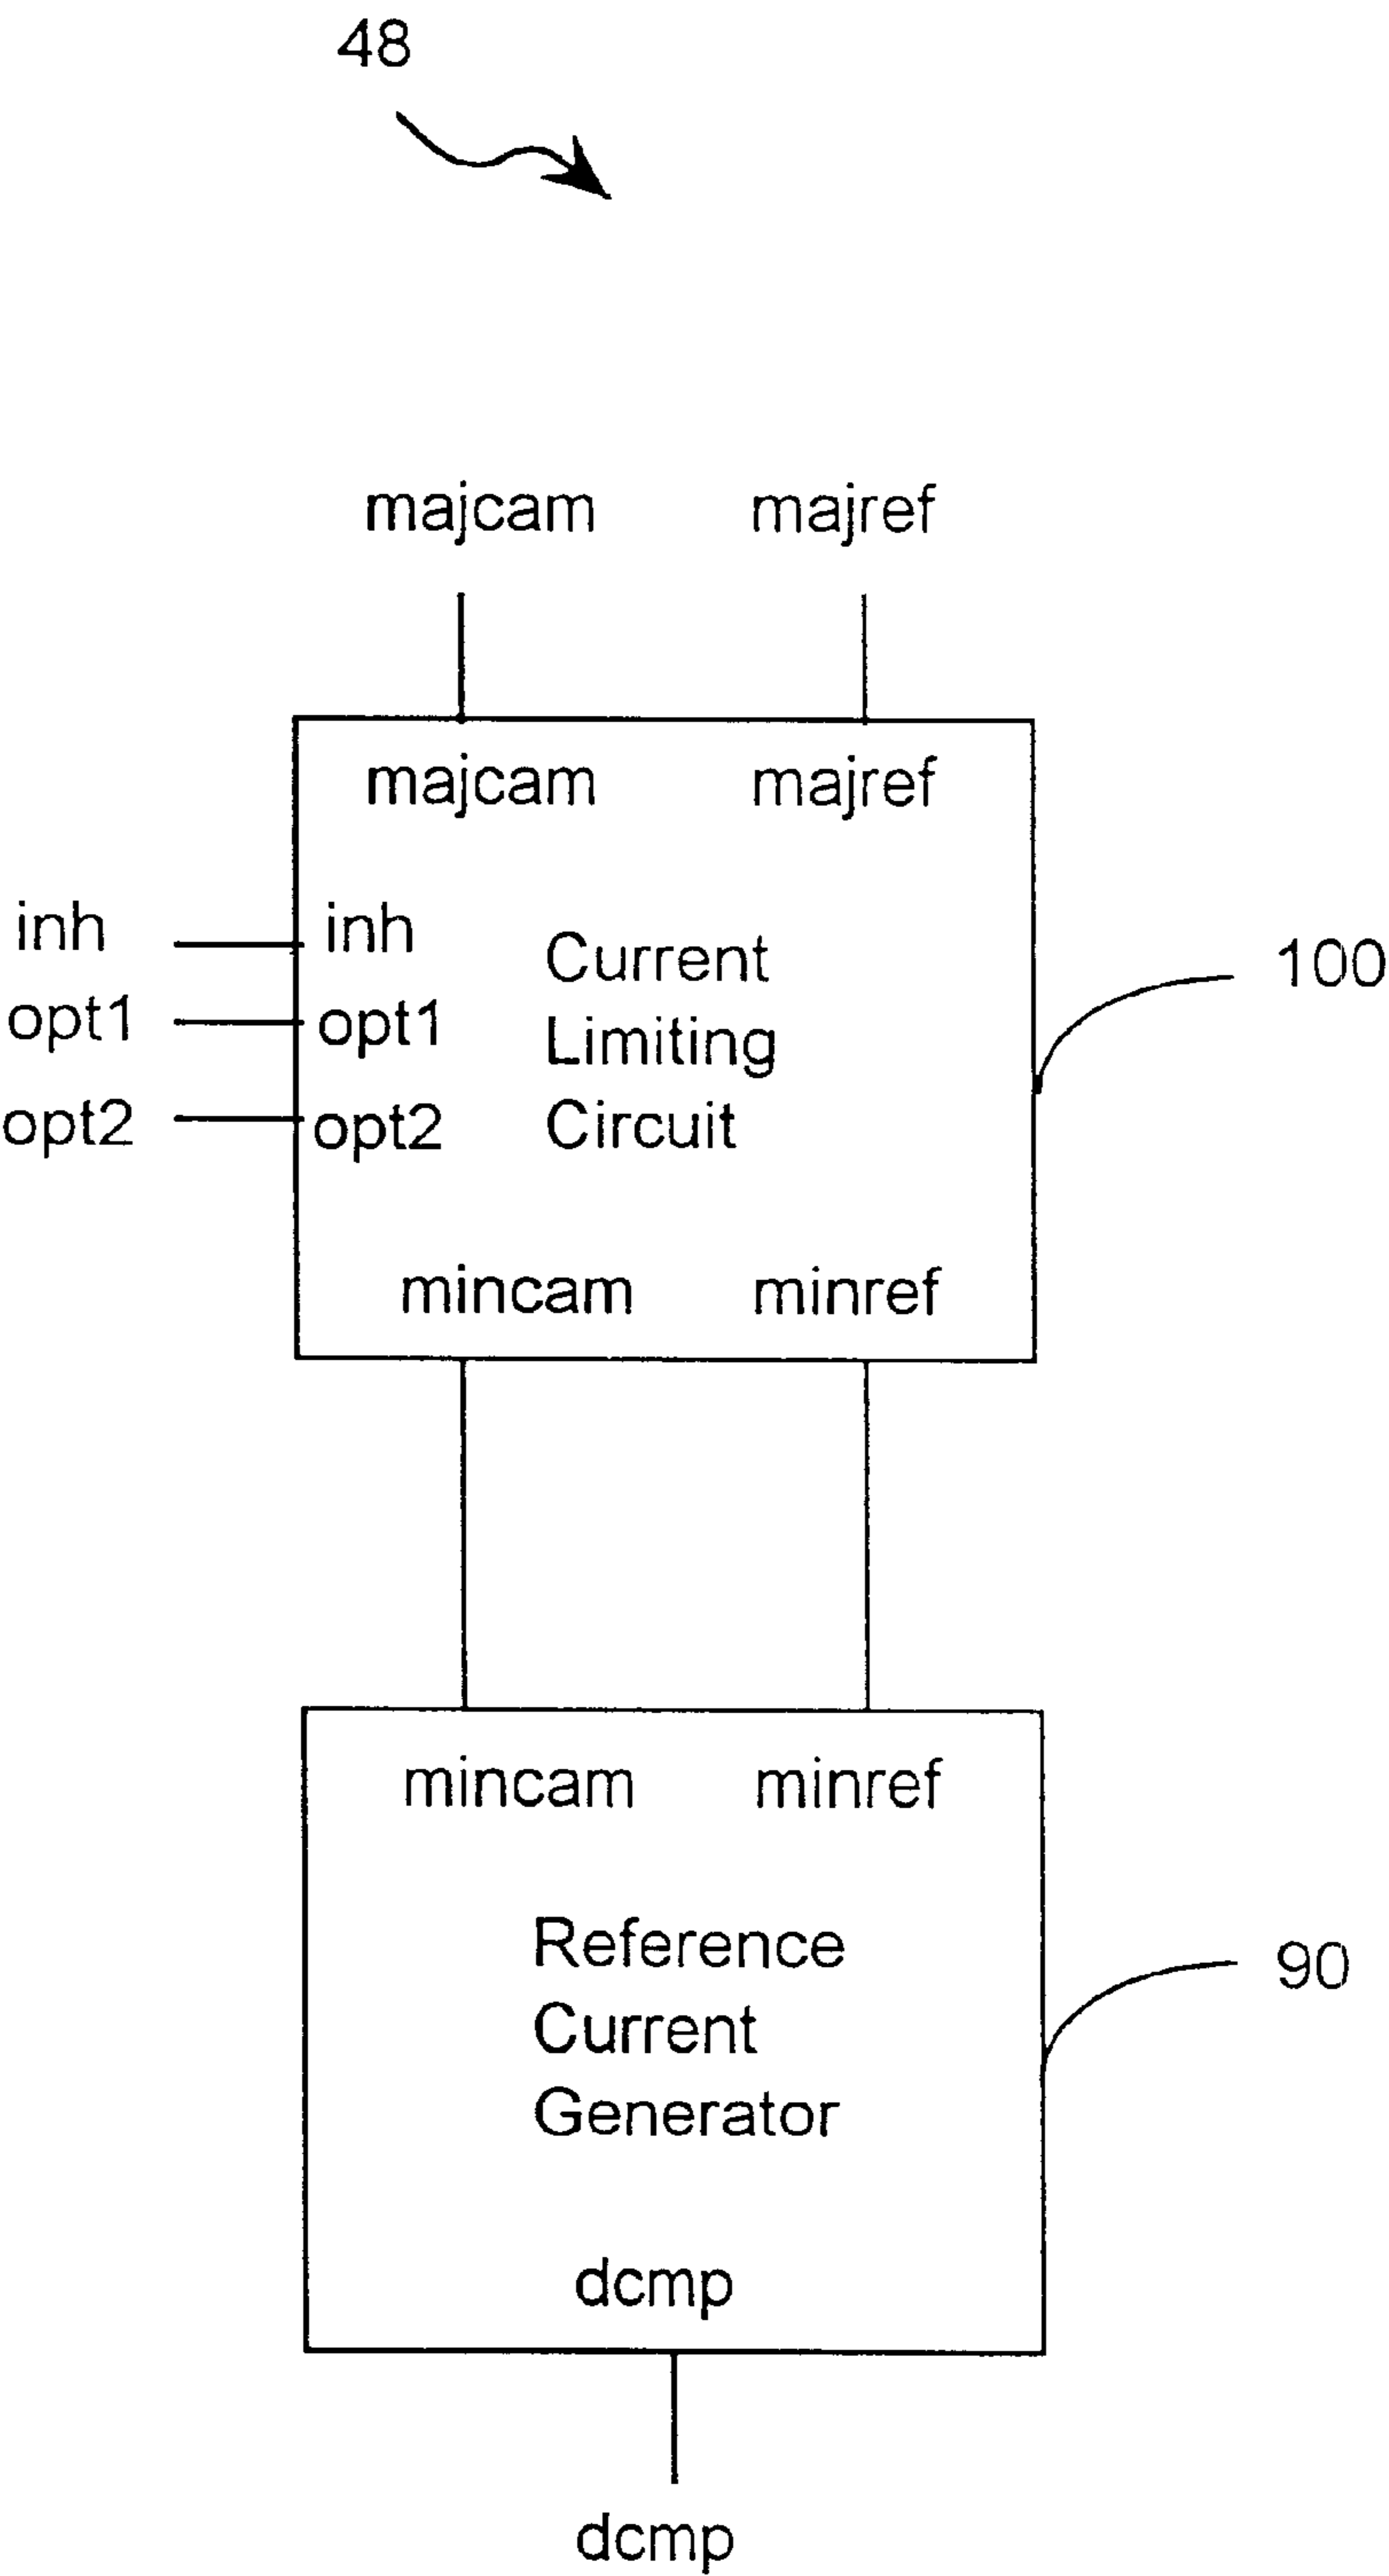 48
majcam majref
majcam majref
inh inh
Current
100
opt1 opt1
Limiting
opt2 opt2
Circuit
mincam minref
mincam minref
Reference
90
Current
Generator
dcmp
dcmp